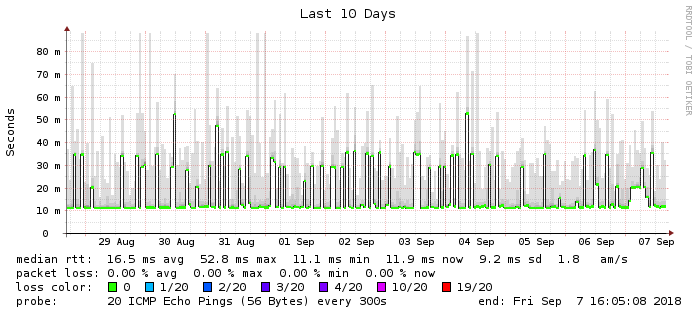 Last 10 Days
RRDTOOL / TOBI OETIKER
Seconds
80 m
70 m
60 m
50 m
40 m
30 m
20 m
10 m
0
29 Aug 30 Aug 31 Aug 01 Sep 02 Sep 03 Sep 04 Sep 05 Sep 06 Sep 07 Sep
median rtt: 16.5 ms avg 52.8 ms max 11.1 ms min 11.9 ms now 9.2 ms sd 1.8 am/s
packet loss: 0.00 % avg 0.00 % max 0.00 % min 0.00 % now
loss color: 0 1/20 2/20 3/20 4/20 10/20 19/20
probe: 20 ICMP Echo Pings (56 Bytes) every 300s end: Fri Sep 7 16:05:08 2018